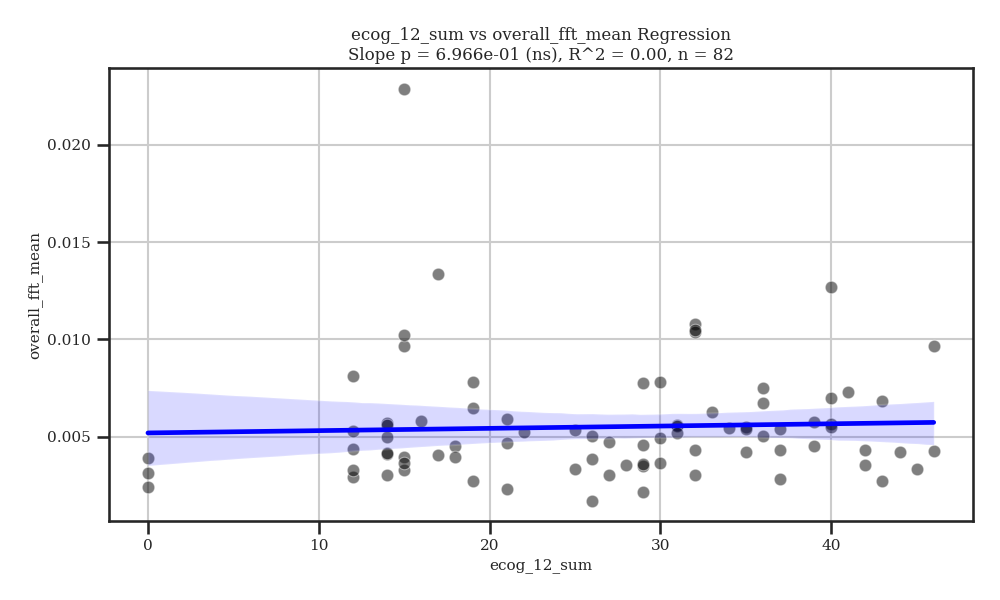 ecog_12_sum vs overall_fft_mean Regression
Slope p = 6.966e-01 (ns), R^2 = 0.00, n = 82
overall_fft_mean
0.020
0.015
0.010
0.005
0 10 20 30 40
ecog_12_sum